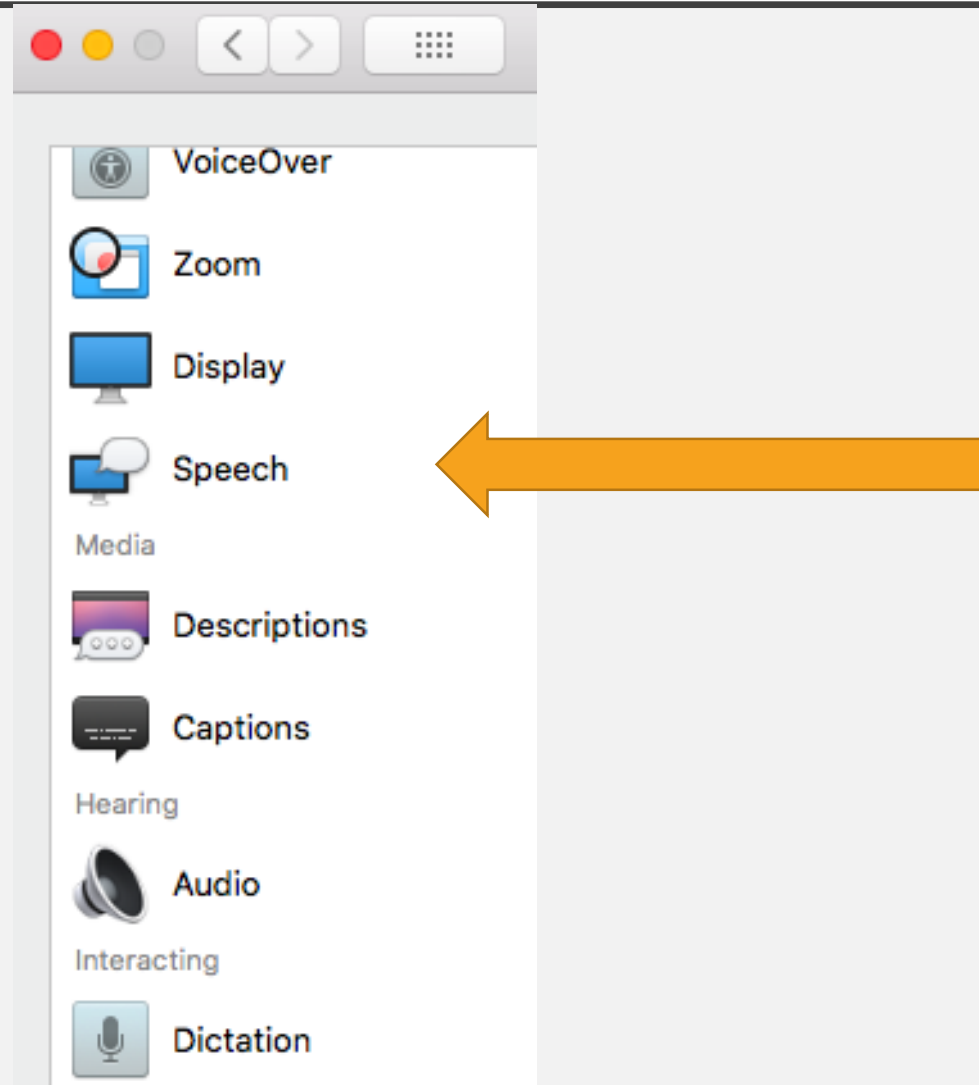 VoiceOver
Zoom
Display
Speech
Media
Descriptions
Captions
Hearing
Audio
Interacting
Dictation